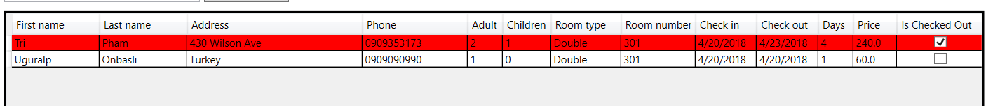 First name Last name Address Phone Adult Children Room type Room number Check in Check out Days Price Is Checked Out
Tri Pham 430 Wilson Ave 0909353173 2 1 Double 301 4/20/2018 4/23/2018 4 240.0
Uguralp Onbasli Turkey 0909090990 1 0 Double 301 4/20/2018 4/20/2018 1 60.0